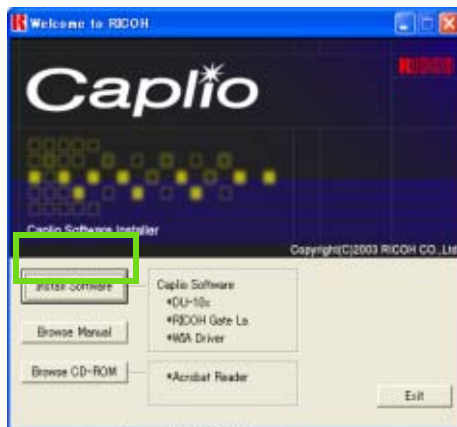 Welcome to RICOH
RICOH
Caplio
Caplio Software Installer
Copyright(C)2003 RICOH CO.,Ltd
Install Software
Caplio Software
*DU-10x
*RICOH Gate La
*WIA Driver
Browse Manual
Browse CD-ROM
*Acrobat Reader
Exit